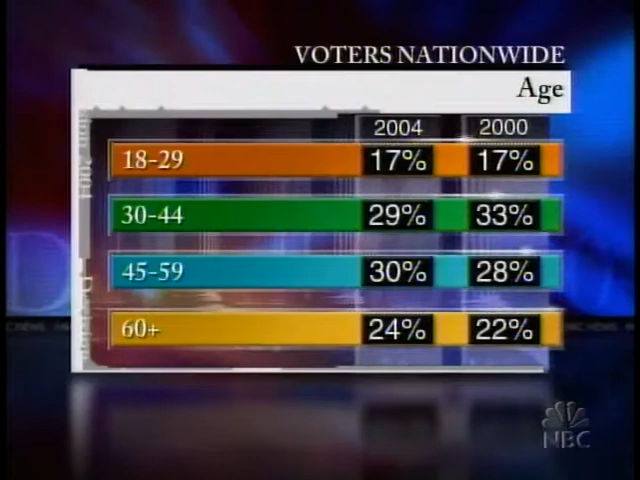 VOTERS NATIONWIDE
Age
2004 2000
18-29 17% 17%
30-44 29% 33%
45-59 30% 28%
60+ 24% 22%
NBC